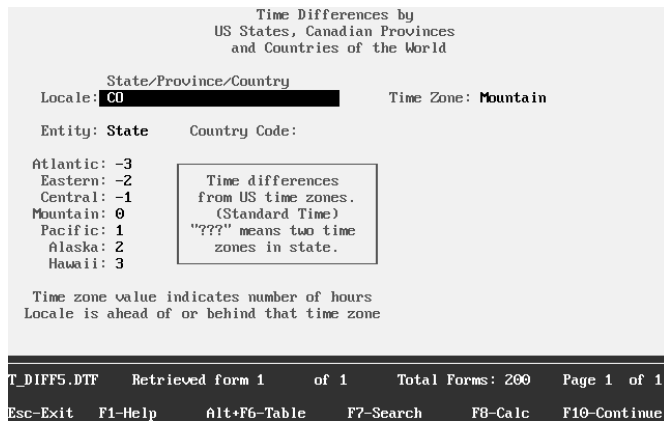 Time Differences by
US States, Canadian Provinces
and Countries of the World
State/Province/Country
Locale: CO Time Zone: Mountain
Entity: State Country Code:
Atlantic: -3
Eastern: -2
Central: -1
Mountain: 0
Pacific: 1
Alaska: 2
Hawaii: 3
Time differences
from US time zones.
(Standard Time)
"???" means two time
zones in state.
Time zone value indicates number of hours
Locale is ahead of or behind that time zone
T_DIFF5.DTF Retrieved form 1 of 1 Total Forms: 200 Page 1 of 1
Esc-Exit F1-Help Alt+F6-Table F7-Search F8-Calc F10-Continue